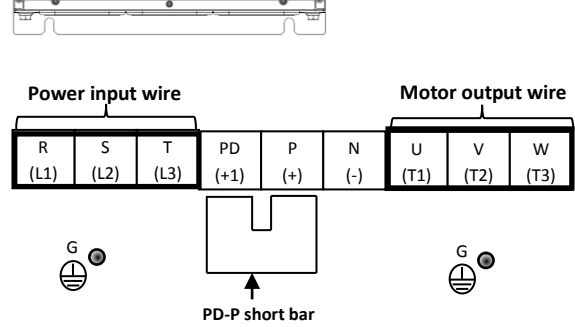 Power input wire
Motor output wire
R S T PD P N U V W
(L1) (L2) (L3) (+1) (+) (-) (T1) (T2) (T3)
G
G
PD-P short bar